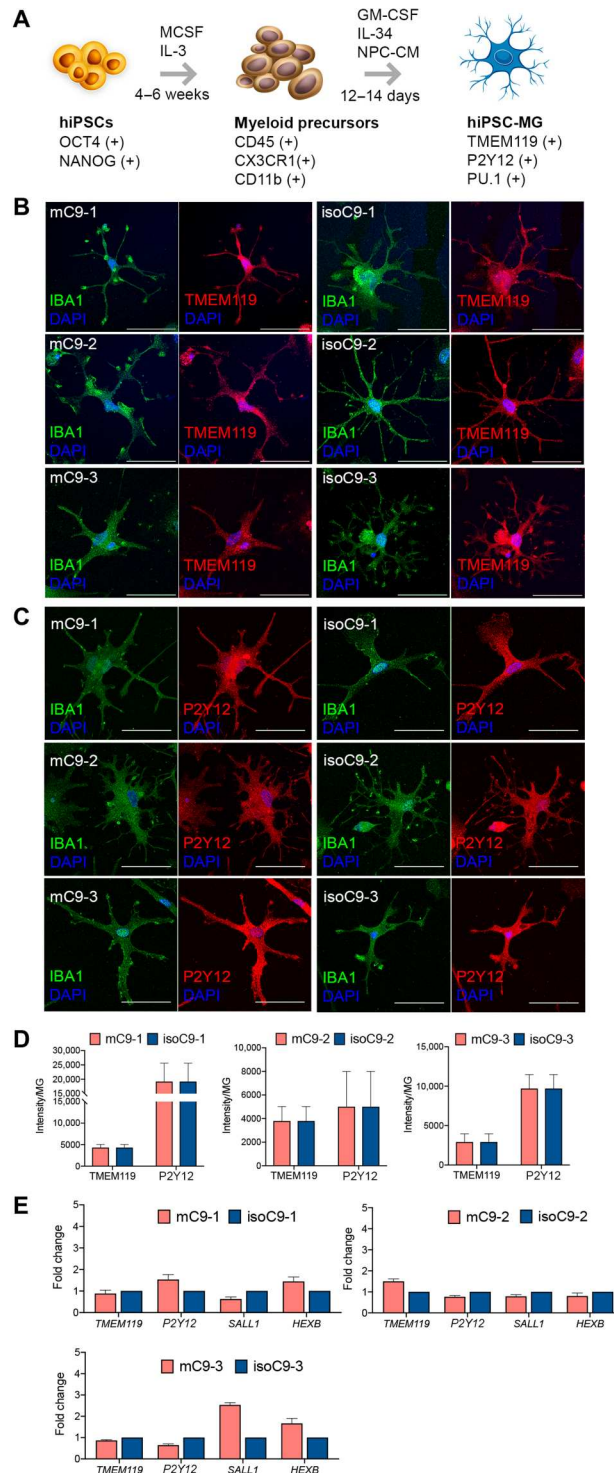 A
MCSF
IL-3
4–6 weeks
GM-CSF
IL-34
NPC-CM
12–14 days
hiPSCs
OCT4 (+)
NANOG (+)
Myeloid precursors
CD45 (+)
CX3CR1(+)
CD11b (+)
hiPSC-MG
TMEM119 (+)
P2Y12 (+)
PU.1 (+)
B
mC9-1
IBA1
DAPI
TMEM119
DAPI
isoC9-1
IBA1
DAPI
TMEM119
DAPI
mC9-2
IBA1
DAPI
TMEM119
DAPI
isoC9-2
IBA1
DAPI
TMEM119
DAPI
mC9-3
IBA1
DAPI
TMEM119
DAPI
isoC9-3
IBA1
DAPI
TMEM119
DAPI
C
mC9-1
IBA1
DAPI
P2Y12
DAPI
isoC9-1
IBA1
DAPI
P2Y12
DAPI
mC9-2
IBA1
DAPI
P2Y12
DAPI
isoC9-2
IBA1
DAPI
P2Y12
DAPI
mC9-3
IBA1
DAPI
P2Y12
DAPI
isoC9-3
IBA1
DAPI
P2Y12
DAPI
D
mC9-1 isoC9-1
Intensity/MG
30,000
25,000
20,000
15,000
10,000
5000
0
TMEM119 P2Y12
mC9-2 isoC9-2
Intensity/MG
10,000
8000
6000
4000
2000
0
TMEM119 P2Y12
mC9-3 isoC9-3
Intensity/MG
15,000
10,000
5000
0
TMEM119 P2Y12
E
mC9-1 isoC9-1
Fold change
5
4
3
2
1
0
TMEM119 P2Y12 SALL1 HEXB
mC9-2 isoC9-2
Fold change
5
4
3
2
1
0
TMEM119 P2Y12 SALL1 HEXB
mC9-3 isoC9-3
Fold change
5
4
3
2
1
0
TMEM119 P2Y12 SALL1 HEXB